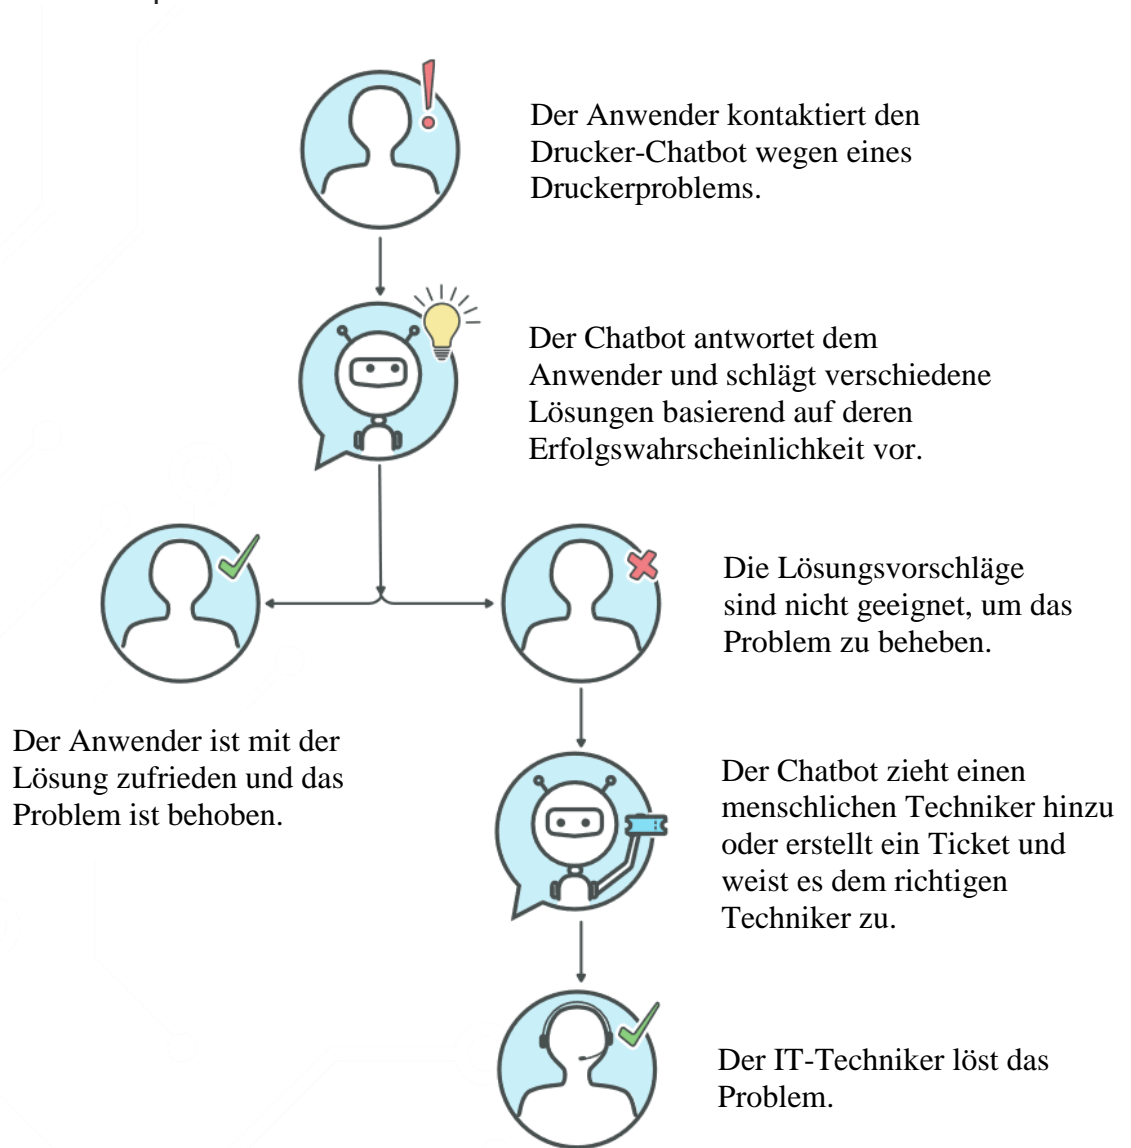 Der Anwender kontaktiert den
Drucker-Chatbot wegen eines
Druckerproblems.
Der Chatbot antwortet dem
Anwender und schlägt verschiedene
Lösungen basierend auf deren
Erfolgswahrscheinlichkeit vor.
Die Lösungsvorschläge
sind nicht geeignet, um das
Problem zu beheben.
Der Anwender ist mit der
Lösung zufrieden und das
Problem ist behoben.
Der Chatbot zieht einen
menschlichen Techniker hinzu
oder erstellt ein Ticket und
weist es dem richtigen
Techniker zu.
Der IT-Techniker löst das
Problem.